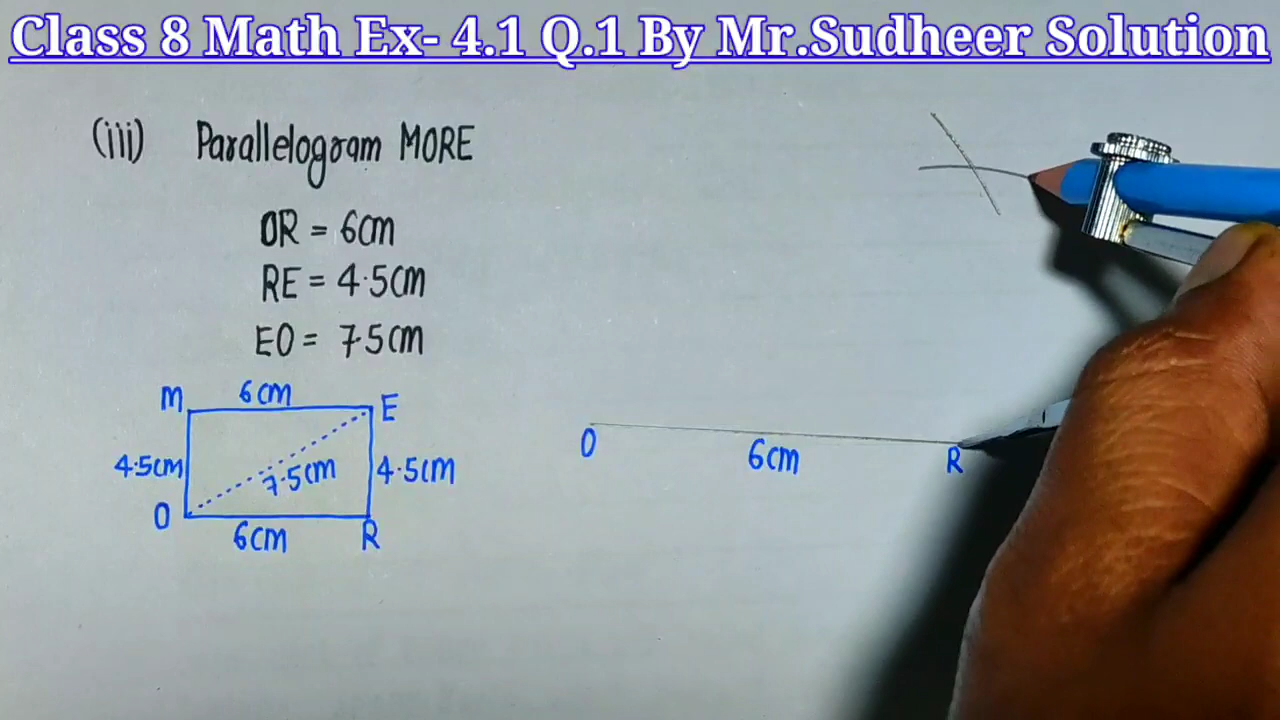 Class 8 Math Ex- 4.1 Q.1 By Mr.Sudheer Solution
(iii) Parallelogram MORE
OR = 6cm
RE = 4.5cm
EO = 7.5cm
M 6cm E
4.5cm 7.5cm 4.5cm
O 6cm R
O 6cm R